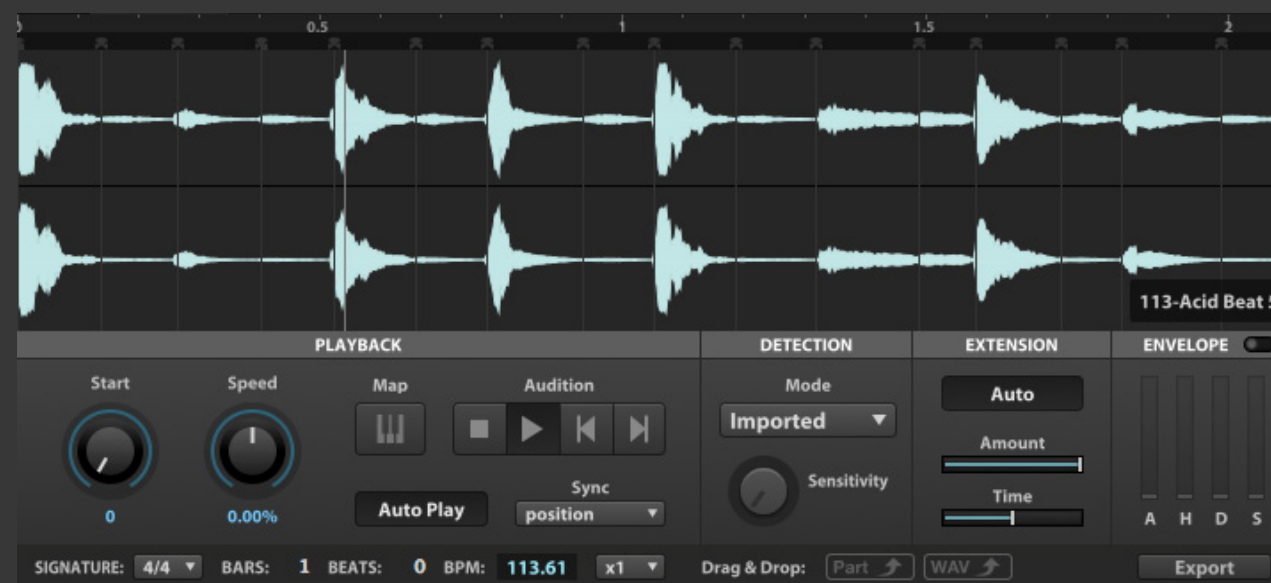 0.5 1 1.5 2
113-Acid Beat
PLAYBACK DETECTION EXTENSION ENVELOPE
Start Speed Map Audition Mode Auto
Imported
Amount
Sensitivity
Sync Time
0 0.00% Auto Play position A H D S
SIGNATURE: 4/4 BARS: 1 BEATS: 0 BPM: 113.61 x1 Drag & Drop: Part WAV Export